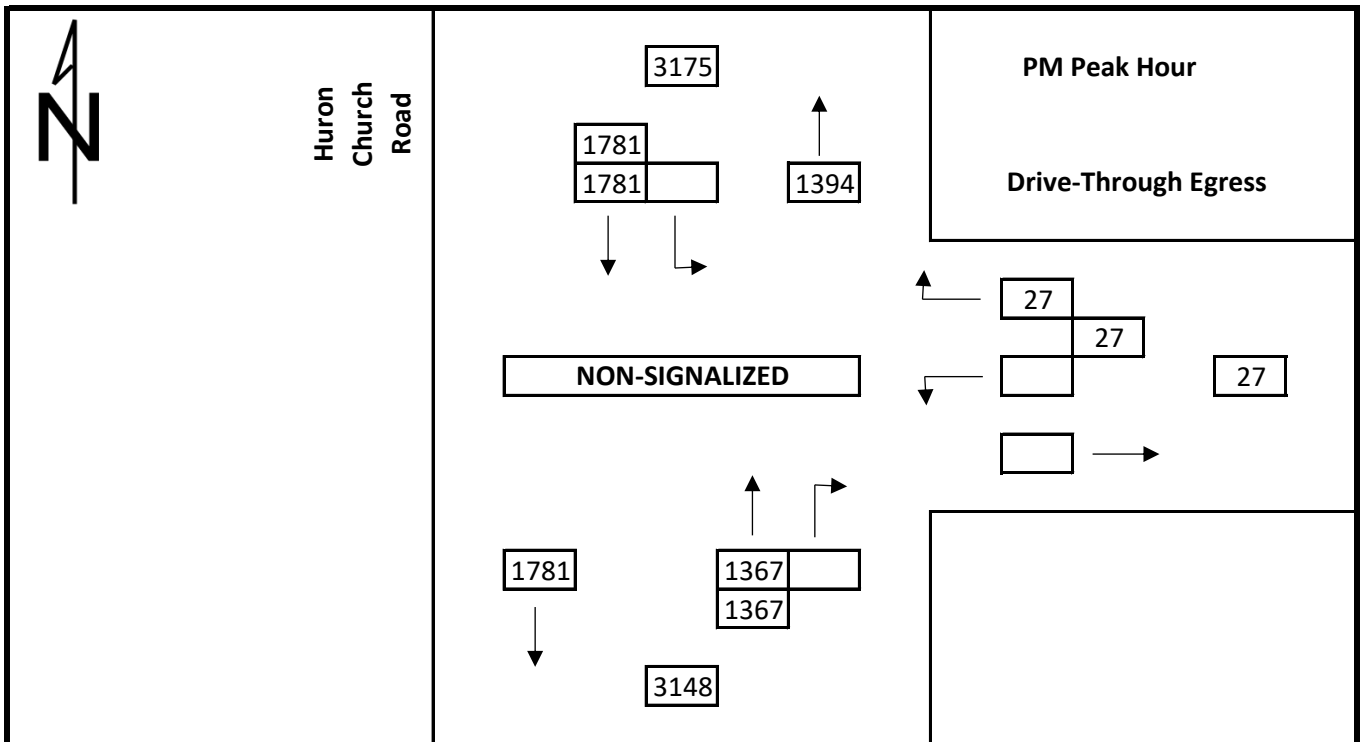 N
Huron
Church
Road
3175
PM Peak Hour
1781
1781
1394
Drive-Through Egress
27
27
NON-SIGNALIZED
27
1781
1367
1367
3148